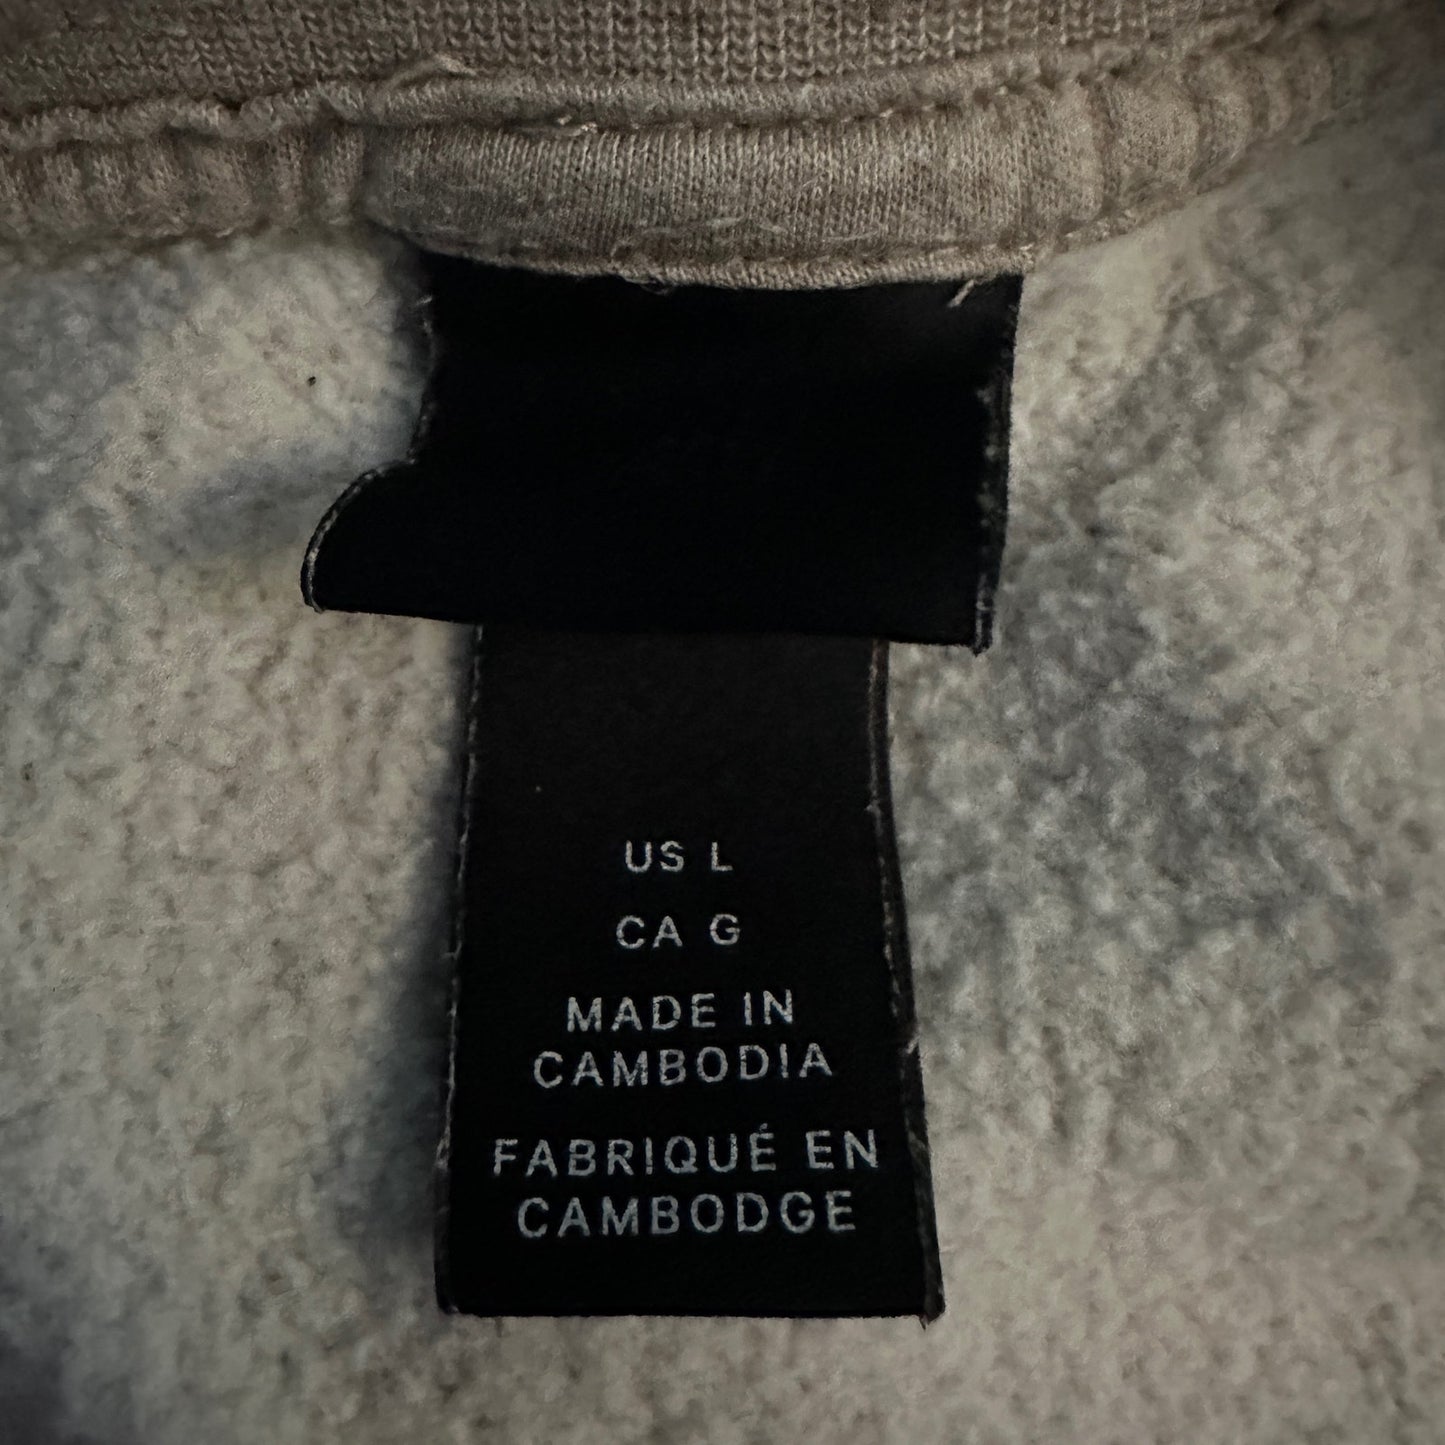 US L
CA G
MADE IN
CAMBODIA
FABRIQUÉ EN
CAMBODGE